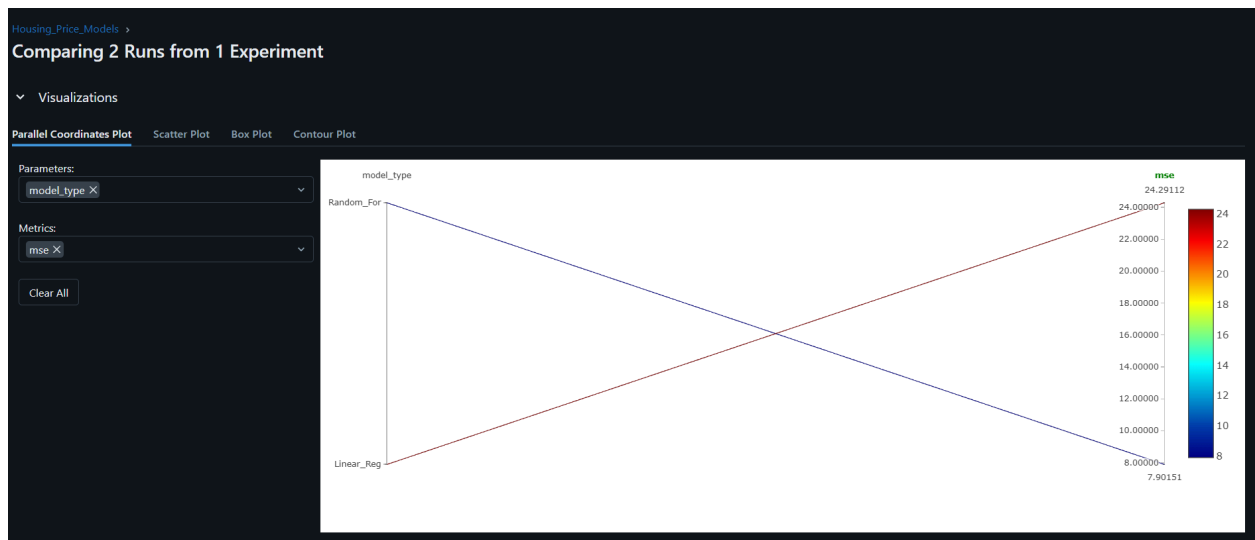 Housing_Price_Models >
Comparing 2 Runs from 1 Experiment
Visualizations
Parallel Coordinates Plot Scatter Plot Box Plot Contour Plot
Parameters:
model_type ×
Metrics:
mse ×
Clear All
model_type
Random_For
Linear_Reg
mse
24.29112
24.00000
22.00000
20.00000
18.00000
16.00000
14.00000
12.00000
10.00000
8.00000
7.90151
24
22
20
18
16
14
12
10
8